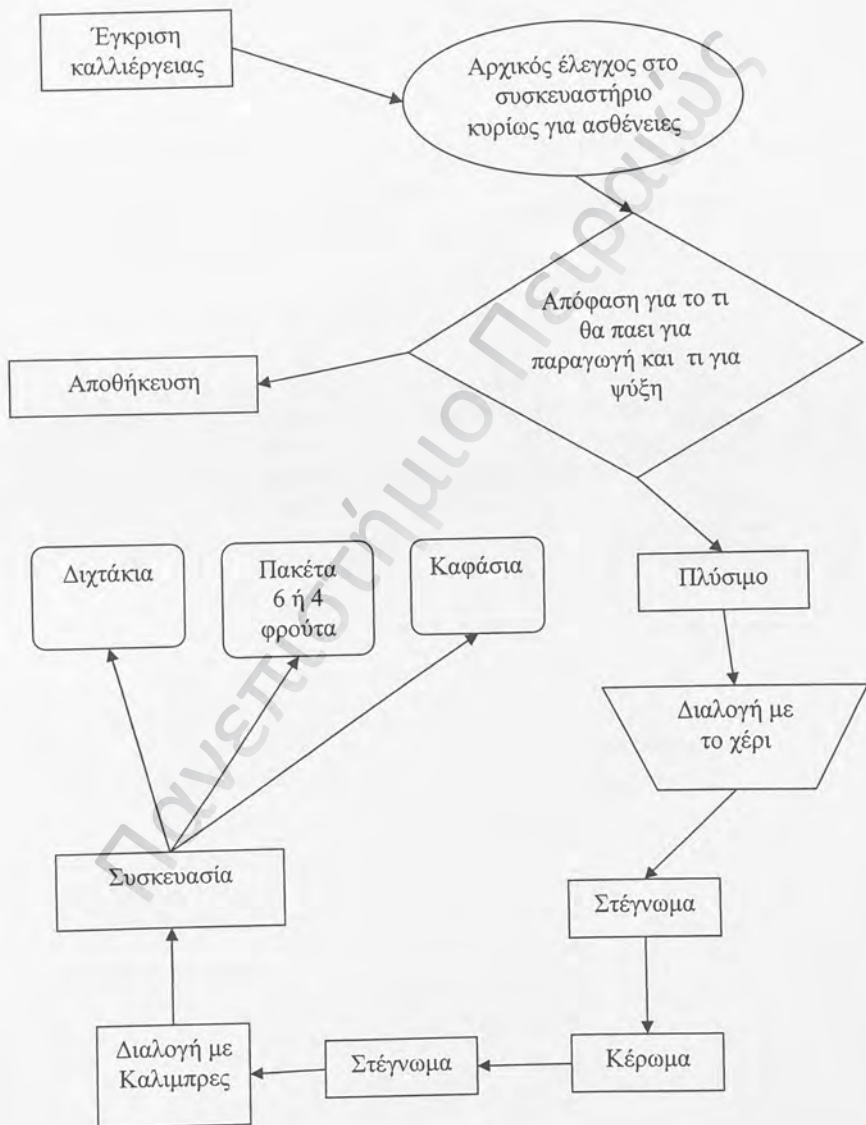 Έγκριση
καλλιέργειας
Αρχικός έλεγχος στο
συσκευαστήριο
κυρίως για ασθένειες
Απόφαση για το τι
θα παει για
παραγωγή και τι για
ψύξη
Αποθήκευση
Διχτάκια
Πακέτα
6 ή 4
φρούτα
Καφάσια
Πλύσιμο
Διαλογή με
το χέρι
Συσκευασία
Στέγνωμα
Διαλογή με
Καλιμπρες
Στέγνωμα
Κέρωμα
Πανεπιστήμιο Πειραιώς